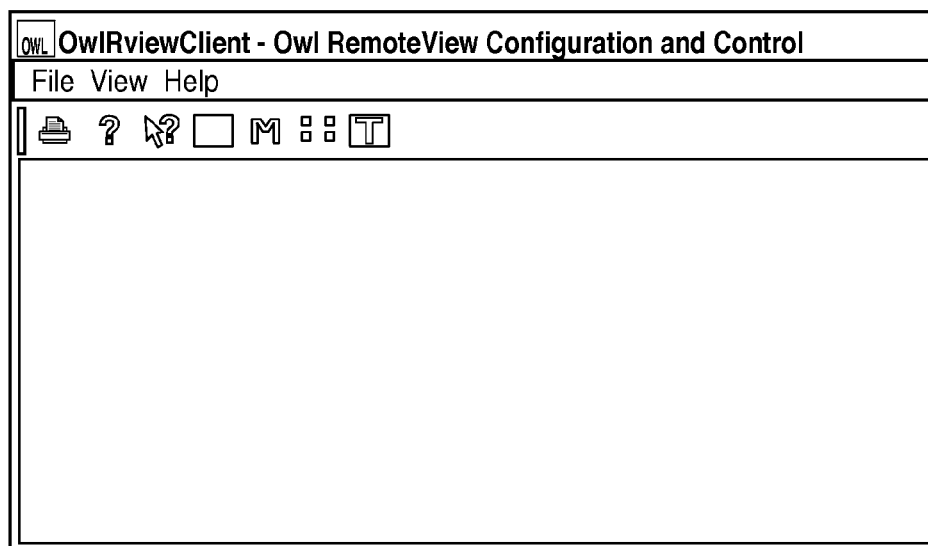 OWL OwlRviewClient - Owl RemoteView Configuration and Control
File View Help
? ? M T